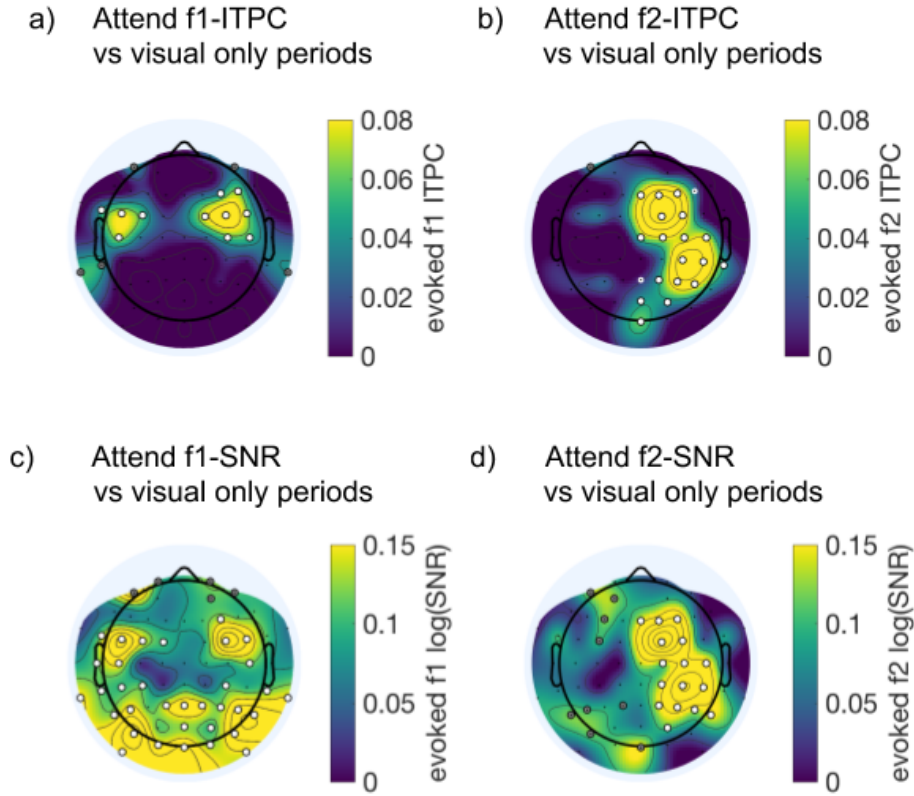 a) Attend f1-ITPC
vs visual only periods
b) Attend f2-ITPC
vs visual only periods
0.08
0.06
0.04
0.02
0
evoked f1 ITPC
0.08
0.06
0.04
0.02
0
evoked f2 ITPC
c) Attend f1-SNR
vs visual only periods
d) Attend f2-SNR
vs visual only periods
0.15
0.1
0.05
0
evoked f1 log(SNR)
0.15
0.1
0.05
0
evoked f2 log(SNR)